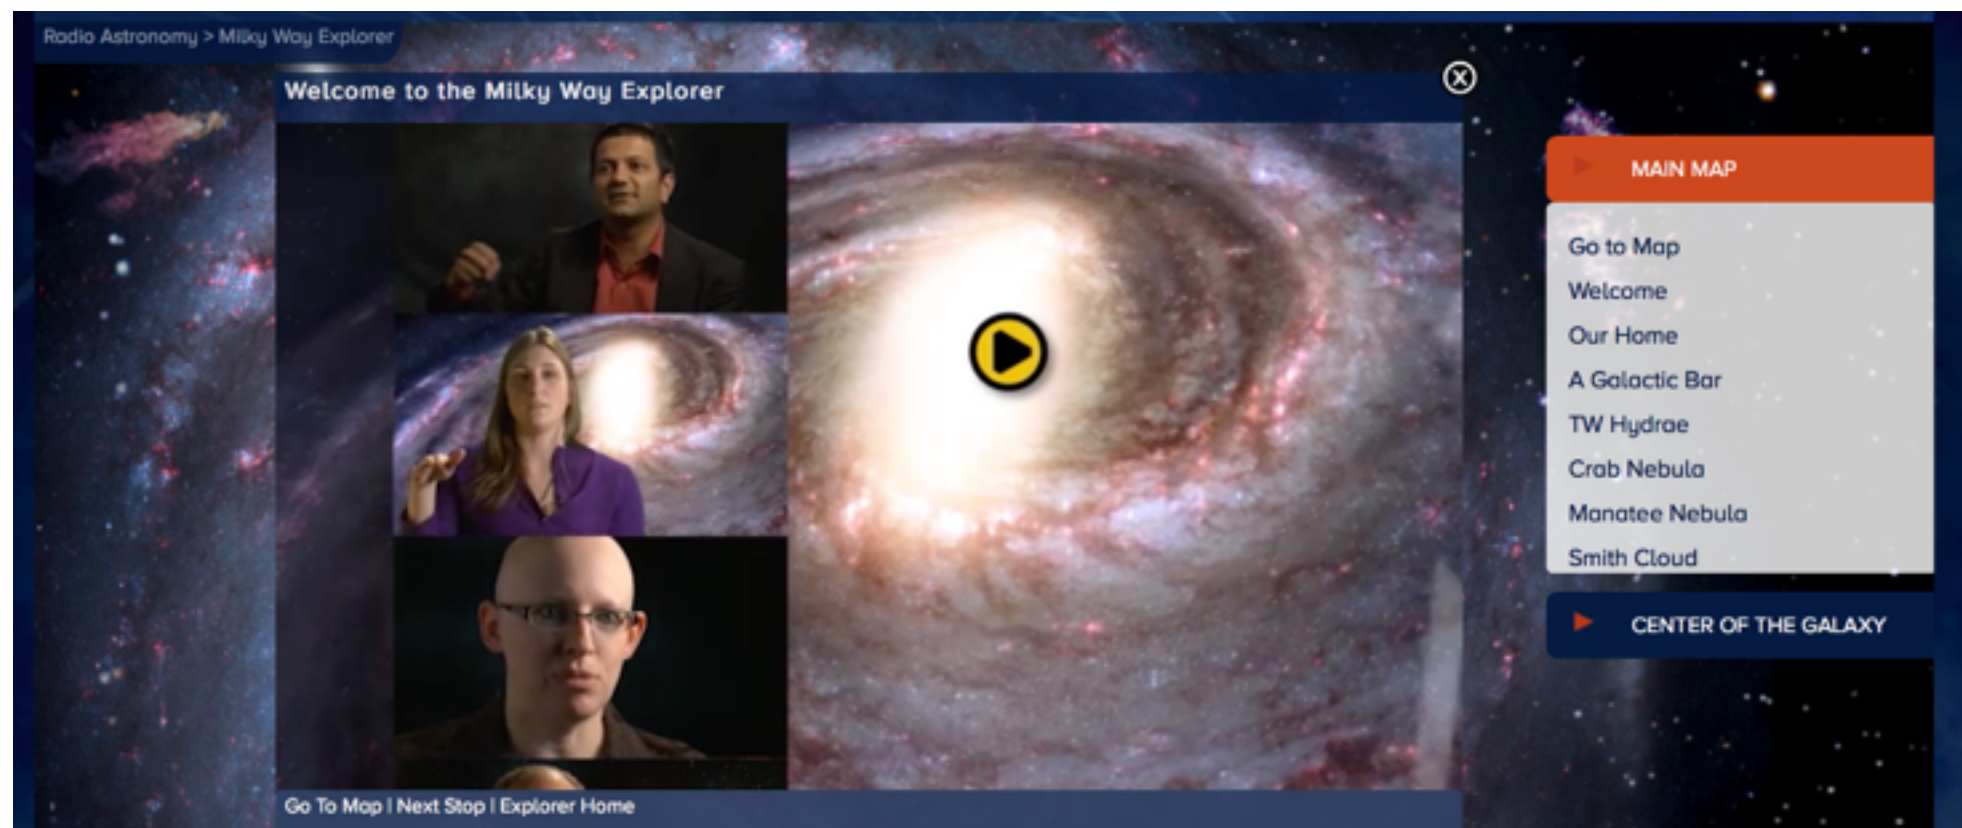 Radio Astronomy > Milky Way Explorer
Welcome to the Milky Way Explorer
MAIN MAP
Go to Map
Welcome
Our Home
A Galactic Bar
TW Hydrae
Crab Nebula
Manatee Nebula
Smith Cloud
CENTER OF THE GALAXY
Go To Map | Next Stop | Explorer Home